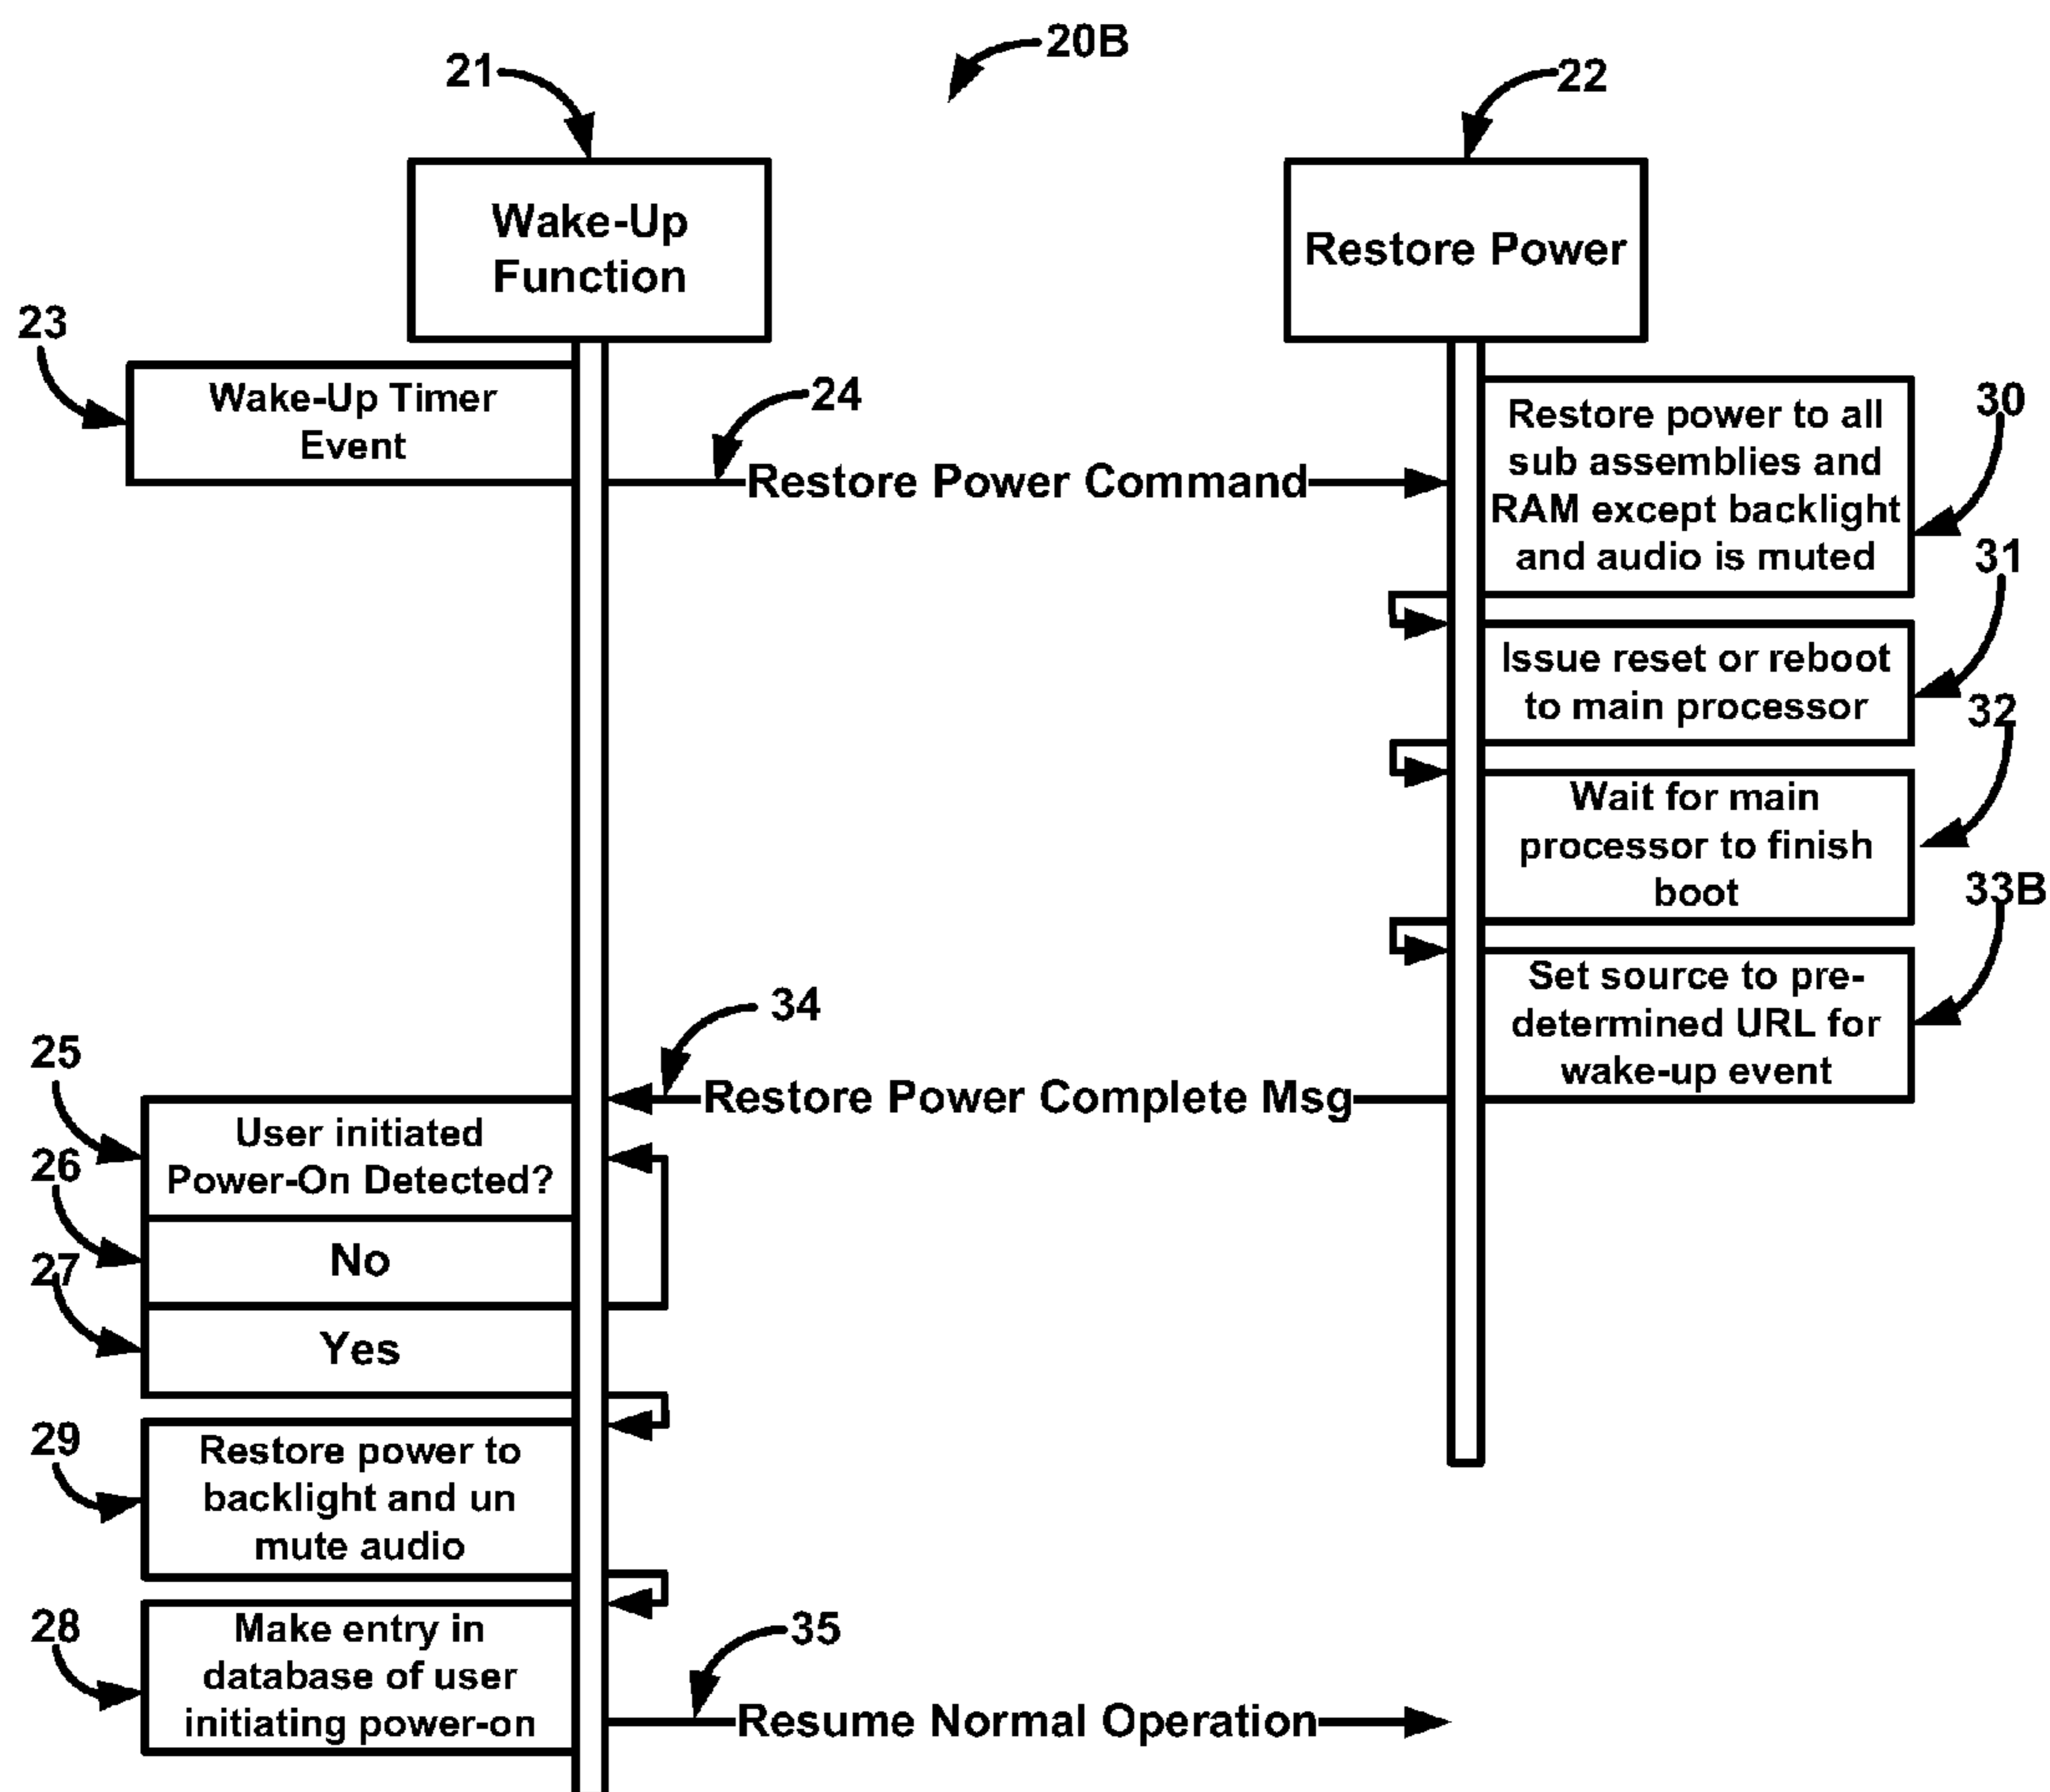 20B
21
22
Wake-Up
Function
Restore Power
23
Wake-Up Timer
Event
24
Restore Power Command
30
Restore power to all
sub assemblies and
RAM except backlight
and audio is muted
31
Issue reset or reboot
to main processor
32
Wait for main
processor to finish
boot
33B
Set source to pre-
determined URL for
wake-up event
34
Restore Power Complete Msg
25
User initiated
Power-On Detected?
26
No
27
Yes
29
Restore power to
backlight and un
mute audio
28
Make entry in
database of user
initiating power-on
35
Resume Normal Operation